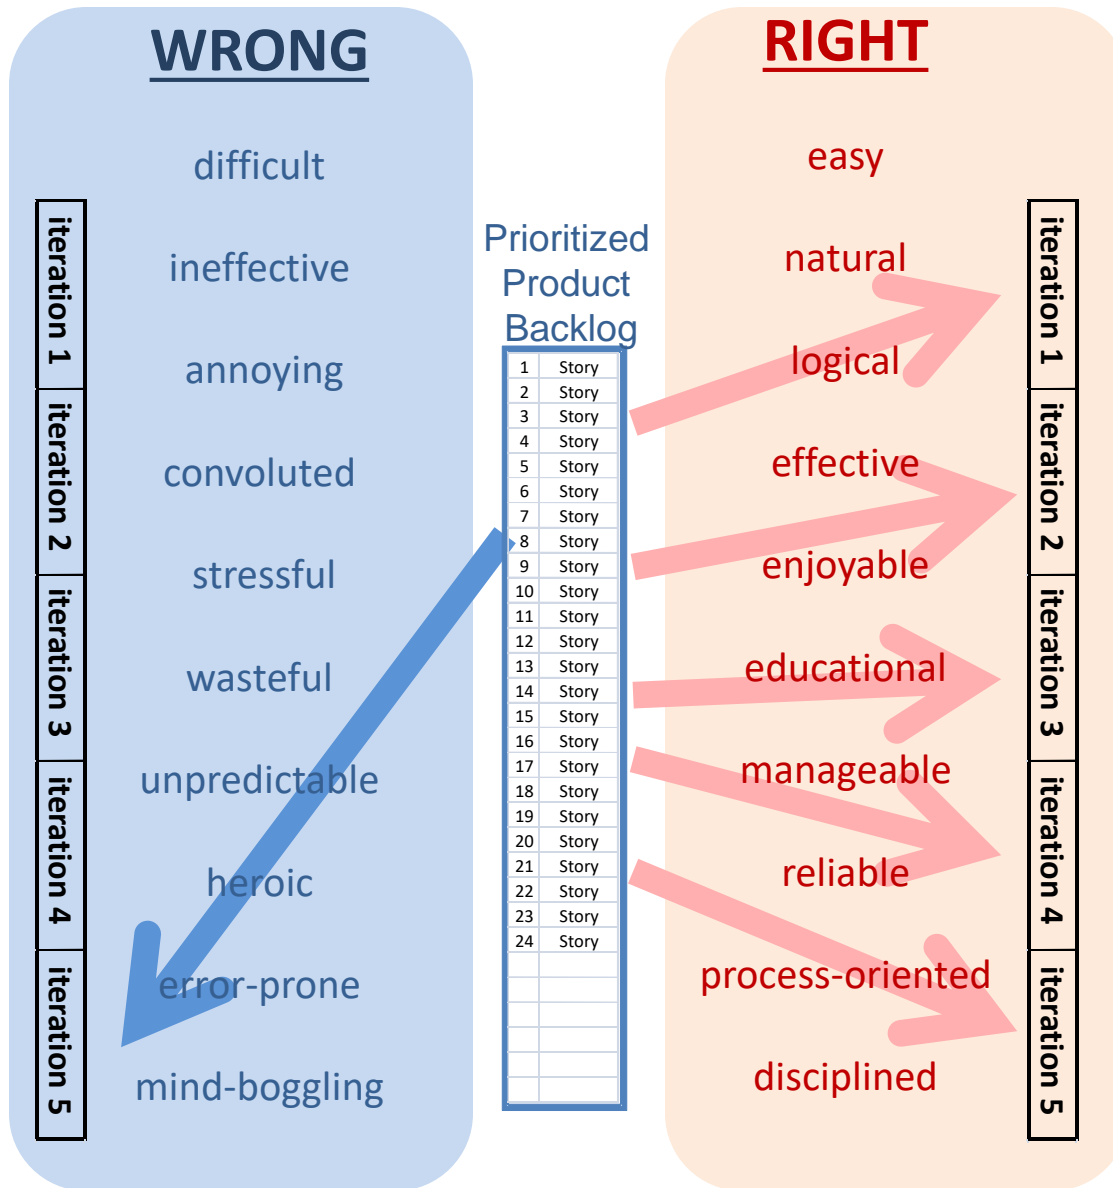 WRONG
difficult
ineffective
annoying
convoluted
stressful
wasteful
unpredictable
heroic
error-prone
mind-boggling
iteration 1
iteration 2
iteration 3
iteration 4
iteration 5
Prioritized
Product
Backlog
1 Story
2 Story
3 Story
4 Story
5 Story
6 Story
7 Story
8 Story
9 Story
10 Story
11 Story
12 Story
13 Story
14 Story
15 Story
16 Story
17 Story
18 Story
19 Story
20 Story
21 Story
22 Story
23 Story
24 Story
RIGHT
easy
natural
logical
effective
enjoyable
educational
manageable
reliable
process-oriented
disciplined
iteration 1
iteration 2
iteration 3
iteration 4
iteration 5